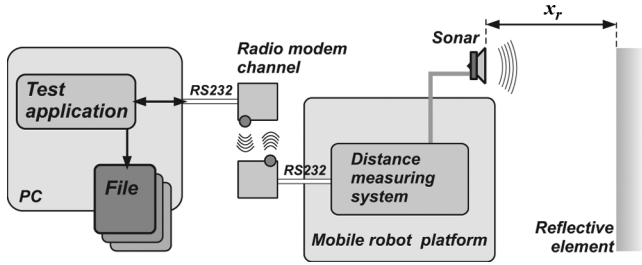 Test
application
File
PC
RS232
Radio modem
channel
RS232
Sonar
x_r
Distance
measuring
system
Mobile robot platform
Reflective
element